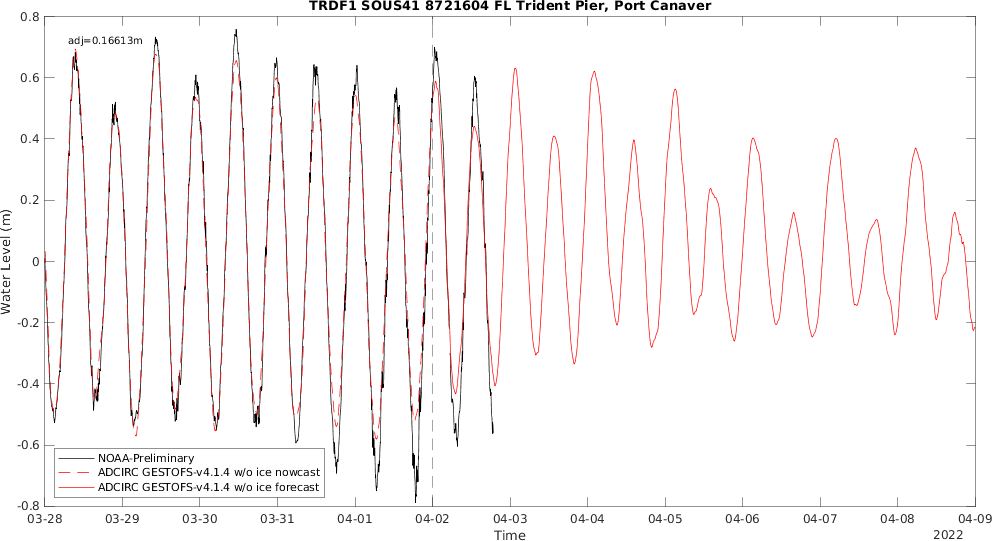 TRDF1 SOUS41 8721604 FL Trident Pier, Port Canaver
adj=0.16613m
0.8
0.6
0.4
0.2
0
-0.2
-0.4
-0.6
-0.8
Water Level (m)
NOAA-Preliminary
ADCIRC GESTOFS-v4.1.4 w/o ice nowcast
ADCIRC GESTOFS-v4.1.4 w/o ice forecast
03-28 03-29 03-30 03-31 04-01 04-02 04-03 04-04 04-05 04-06 04-07 04-08 04-09
Time
2022